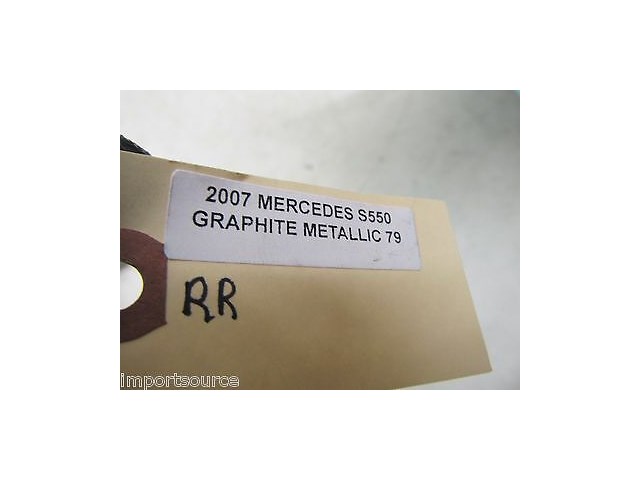 2007 MERCEDES S550
GRAPHITE METALLIC 79
RR
importsource